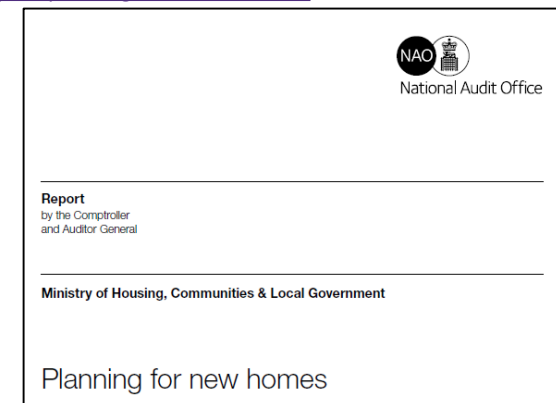 NAO
National Audit Office
Report
by the Comptroller
and Auditor General
Ministry of Housing, Communities & Local Government
Planning for new homes